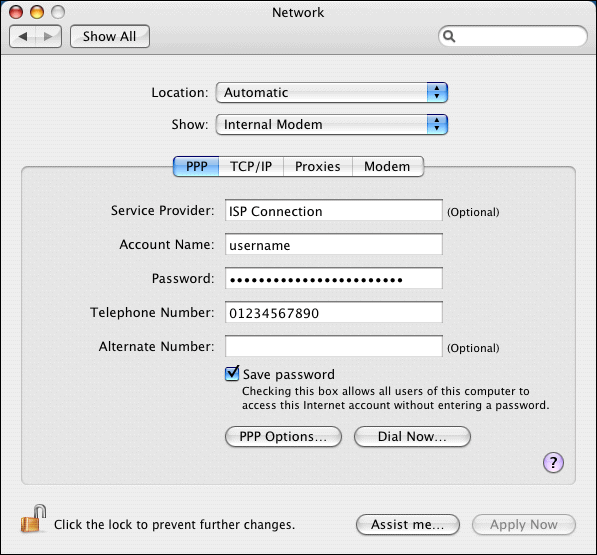 Network
Show All
Location: Automatic
Show: Internal Modem
PPP TCP/IP Proxies Modem
Service Provider: ISP Connection (Optional)
Account Name: username
Password: ••••••••••••••••••••••••
Telephone Number: 01234567890
Alternate Number: (Optional)
Save password
Checking this box allows all users of this computer to
access this Internet account without entering a password.
PPP Options... Dial Now...
?
Click the lock to prevent further changes. Assist me... Apply Now